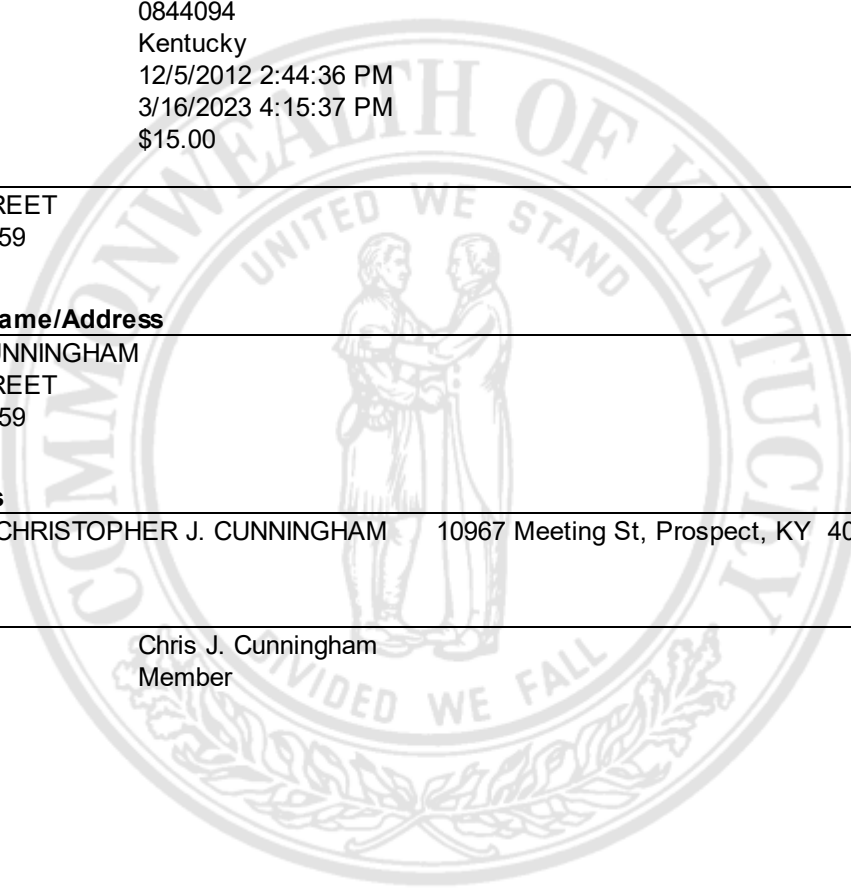 0844094
Kentucky
12/5/2012 2:44:36 PM
3/16/2023 4:15:37 PM
$15.00
REET
59
ame/Address
UNNINGHAM
REET
59
s
CHRISTOPHER J. CUNNINGHAM 10967 Meeting St, Prospect, KY 40
Chris J. Cunningham
Member
COMMONWEALTH OF KENTUCKY
UNITED WE STAND
DIVIDED WE FALL